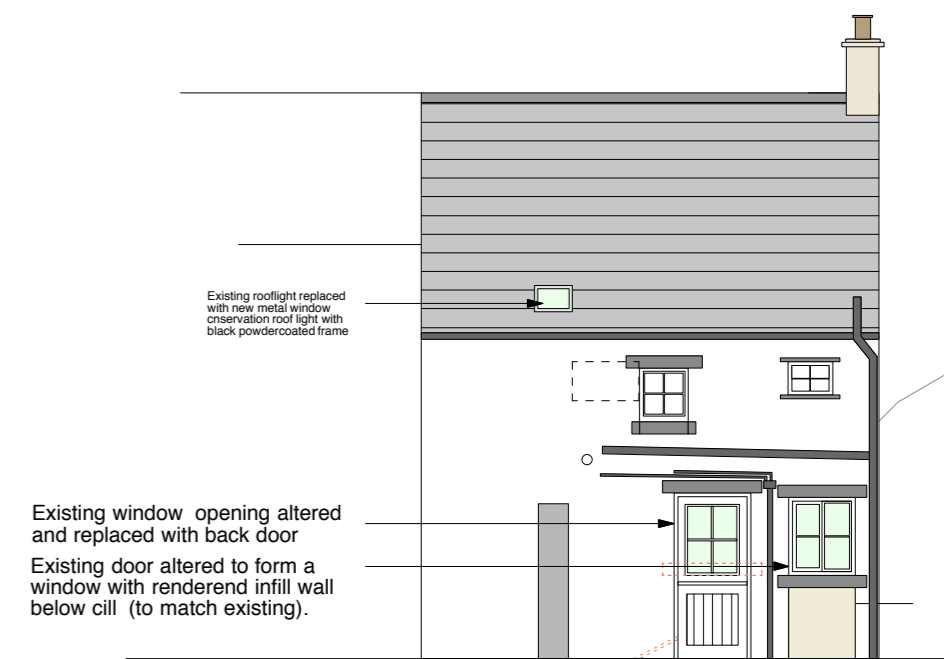 Existing rooflight replaced
with new metal window
cnservation roof light with
black powdercoated frame
Existing window opening altered
and replaced with back door
Existing door altered to form a
window with renderend infill wall
below cill (to match existing).